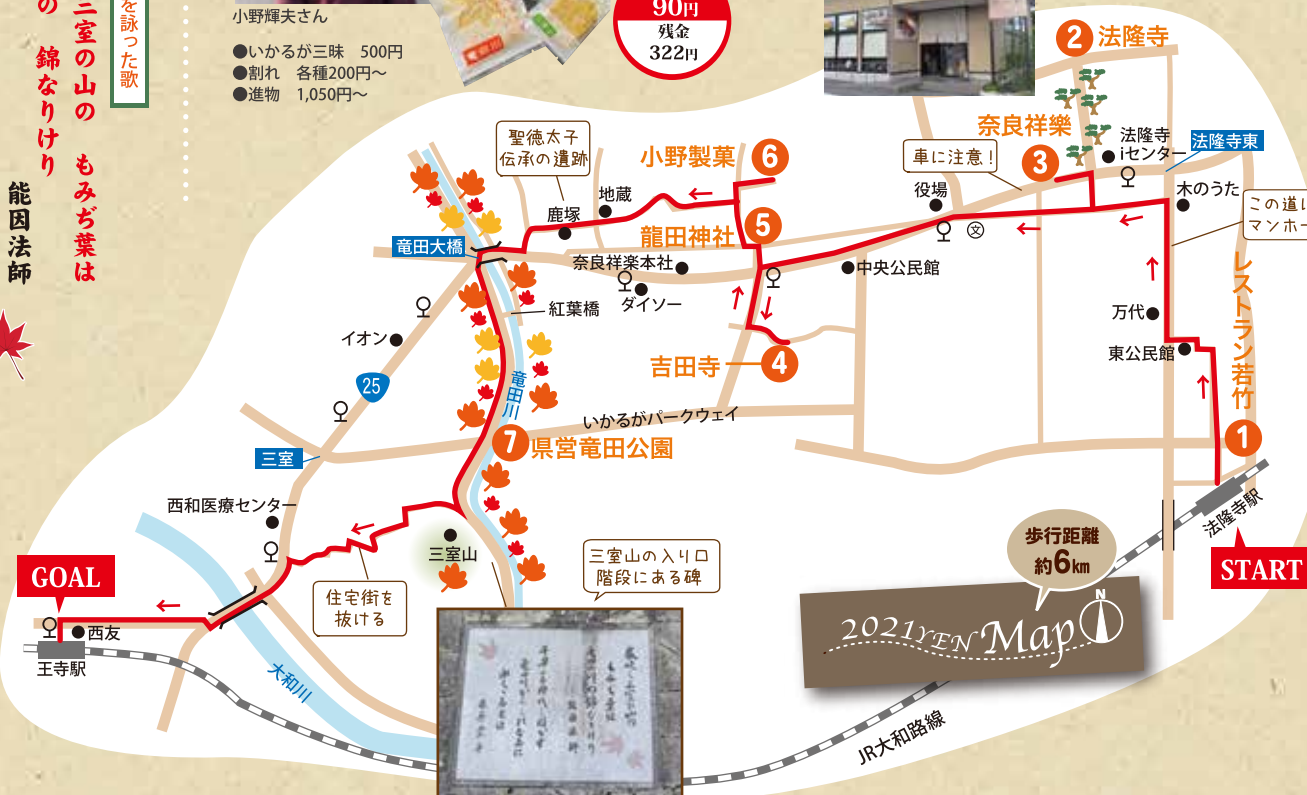 を詠った歌
三室の山の もみぢ葉は
の 錦なりけり
能因法師
小野輝夫さん
●いかるが三昧 500円
●割れ 各種200円〜
●進物 1,050円〜
90円
残金
322円
2 法隆寺
奈良祥樂
3
法隆寺
iセンター
法隆寺東
車に注意！
役場
木のうた
この道に
マンホー
聖徳太子
伝承の遺跡
小野製菓 6
地蔵
鹿塚
龍田神社 5
竜田大橋
奈良祥楽本社
ダイソー
中央公民館
文
紅葉橋
イオン
25
吉田寺 4
万代
東公民館
レストラン若竹
1
竜田川
いかるがパークウェイ
7 県営竜田公園
三室
西和医療センター
三室山
三室山の入り口
階段にある碑
住宅街を
抜ける
法隆寺駅
START
歩行距離
約6km
2021YEN Map
N
GOAL
西友
王寺駅
大和川
JR大和路線